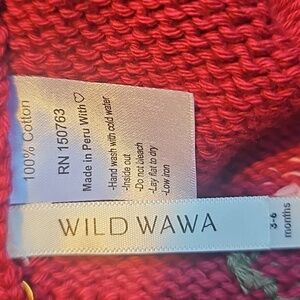 100% Cotton
RN 150763
Made in Peru With♡
-Hand wash with cold water
-Inside out
-Do not bleach
-Lay flat to dry
-Low iron
WILD WAWA
3-6
months